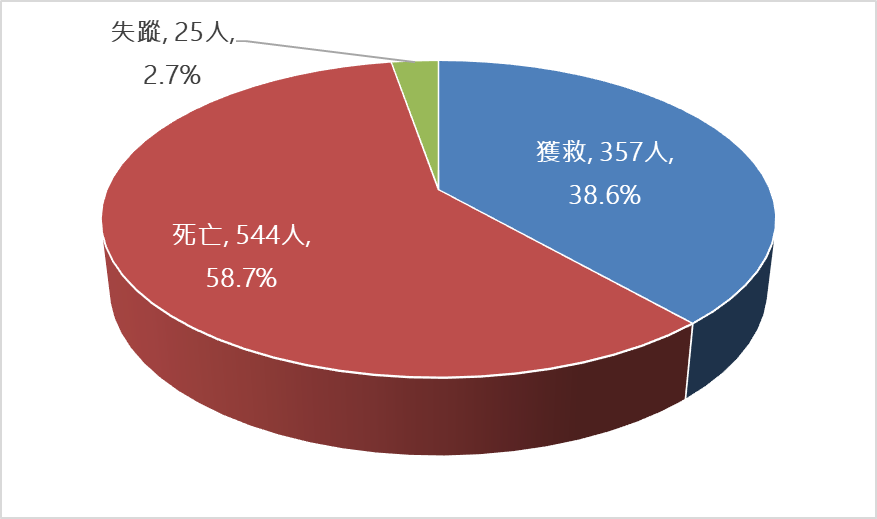 失蹤, 25人,
2.7%
獲救, 357人,
38.6%
死亡, 544人,
58.7%